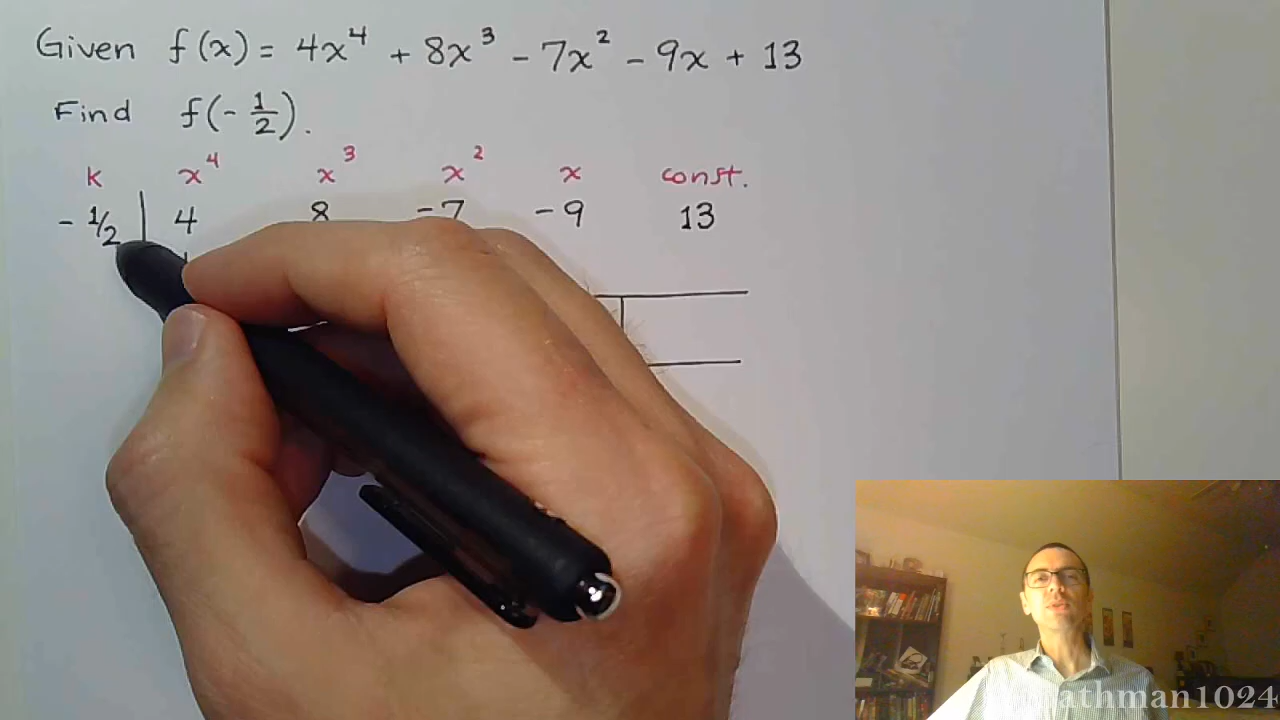 Given f(x) = 4x⁴ + 8x³ - 7x² - 9x + 13
Find f(- 1/2).
k x⁴ x³ x² x const.
- 1/2 4 8 -7 -9 13
mathman1024